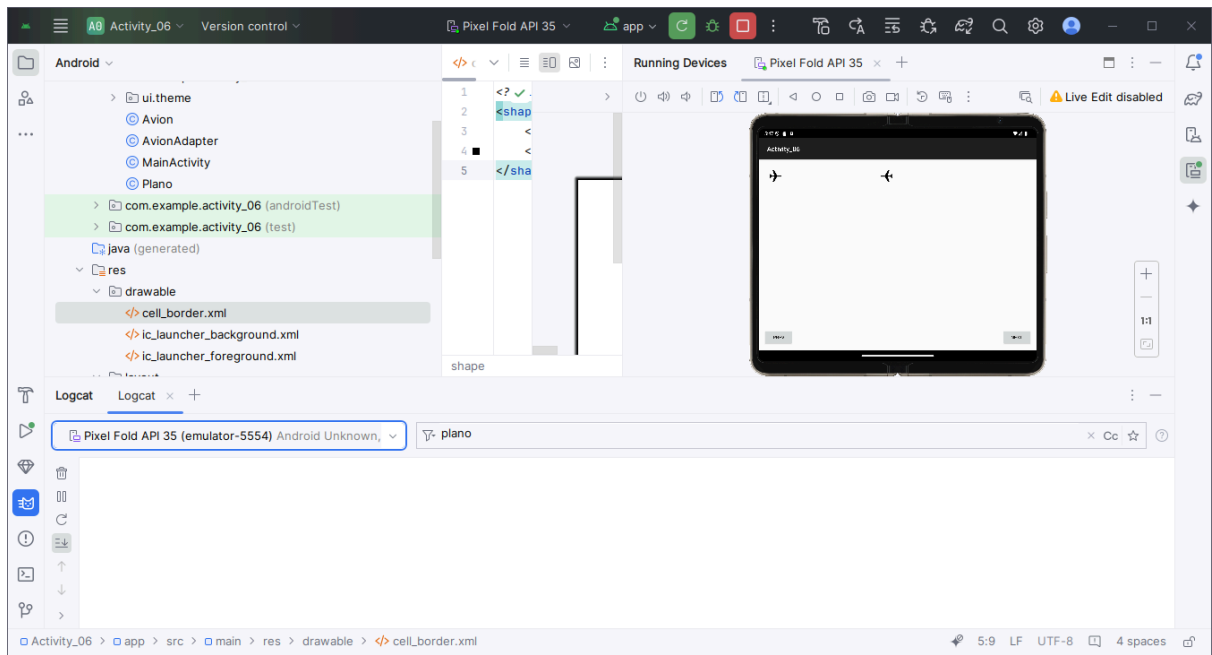 A0 Activity_06 Version control Pixel Fold API 35 app
Android
ui.theme
Avion
AvionAdapter
MainActivity
Plano
com.example.activity_06 (androidTest)
com.example.activity_06 (test)
java (generated)
res
drawable
cell_border.xml
ic_launcher_background.xml
ic_launcher_foreground.xml
</> c
1 <?
2 <shap
3 <
4 <
5 </sha
shape
Running Devices Pixel Fold API 35
Live Edit disabled
Activity_06
1:1
Logcat Logcat
Pixel Fold API 35 (emulator-5554) Android Unknown, plano Cc
Activity_06 > app > src > main > res > drawable > cell_border.xml 5:9 LF UTF-8 4 spaces